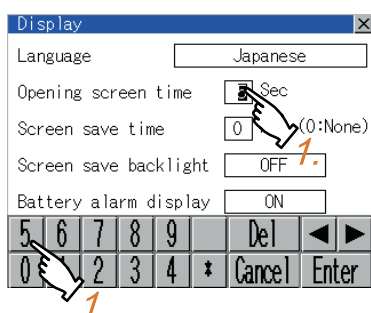 Display ×
Language Japanese
Opening screen time Sec
Screen save time 0 (0:None)
1.
Screen save backlight OFF
Battery alarm display ON
5 6 7 8 9 Del ◀ ▶
0 2 3 4 * Cancel Enter
1